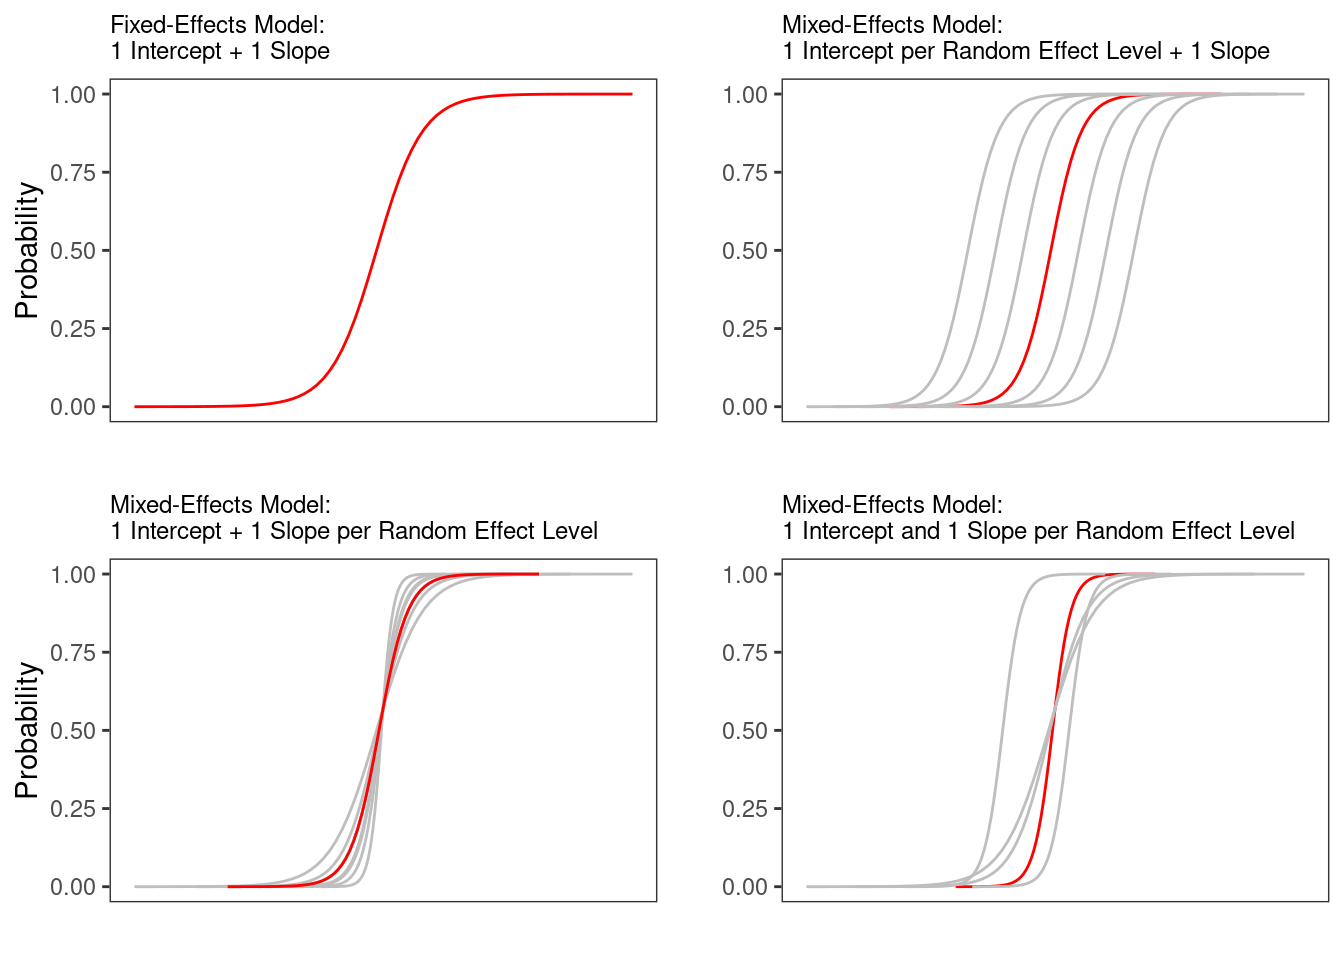 Fixed-Effects Model:
1 Intercept + 1 Slope
Probability
1.00
0.75
0.50
0.25
0.00
Mixed-Effects Model:
1 Intercept per Random Effect Level + 1 Slope
1.00
0.75
0.50
0.25
0.00
Mixed-Effects Model:
1 Intercept + 1 Slope per Random Effect Level
Probability
1.00
0.75
0.50
0.25
0.00
Mixed-Effects Model:
1 Intercept and 1 Slope per Random Effect Level
1.00
0.75
0.50
0.25
0.00